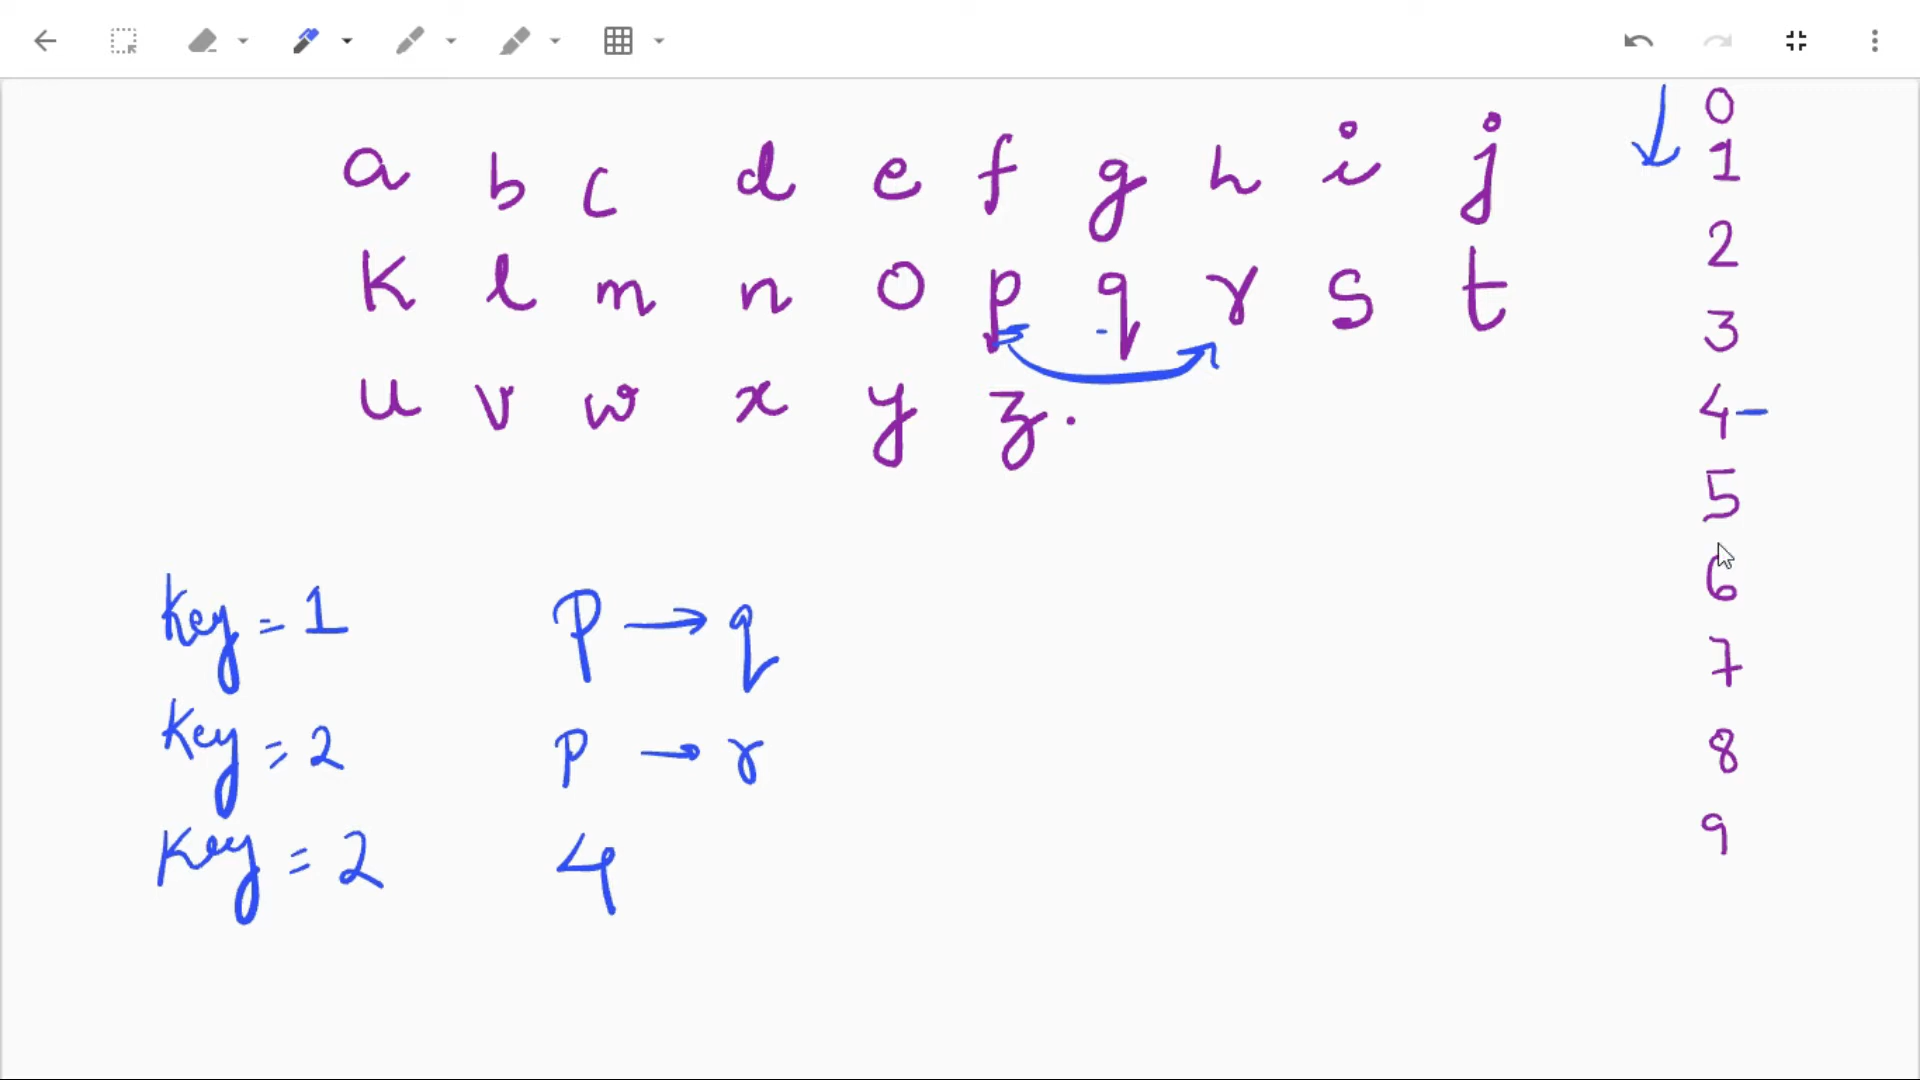 a b c d e f g h i j
k l m n o p q r s t
u v w x y z.
0
1
2
3
4 -
5
6
7
8
9
Key = 1 P → q
Key = 2 p → r
Key = 2 4